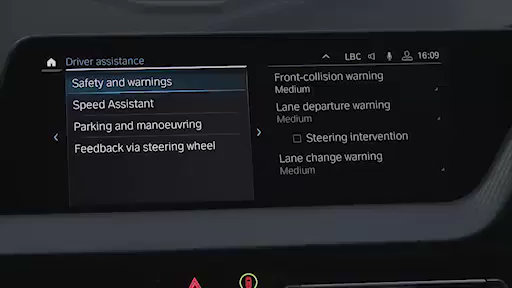 Driver assistance
LBC 16:09
Safety and warnings
Speed Assistant
Parking and manoeuvring
Feedback via steering wheel
Front-collision warning
Medium
Lane departure warning
Medium
Steering intervention
Lane change warning
Medium